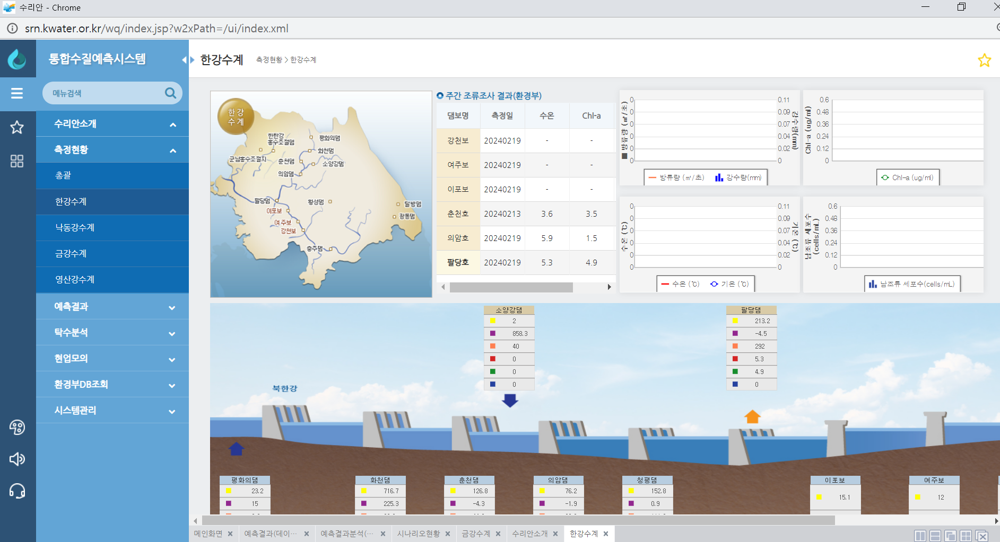 수리안 - Chrome
srn.kwater.or.kr/wq/index.jsp?w2xPath=/ui/index.xml
통합수질예측시스템
메뉴검색
수리안소개
측정현황
총괄
한강수계
낙동강수계
금강수계
영산강수계
예측결과
탁수분석
현업모의
환경부DB조회
시스템관리
한강수계
측정현황 > 한강수계
한강
수계
한탄강
홍수조절댐
평화의댐
군남홍수조절지
화천댐
춘천댐
소양강댐
의암댐
팔당댐
횡성댐
이포보
달방댐
광동댐
여주보
강천보
충주댐
주간 조류조사 결과(환경부)
댐보명 측정일 수온 Chl-a
강천보 20240219 - -
여주보 20240219 - -
이포보 20240219 - -
춘천호 20240213 3.6 3.5
의암호 20240219 5.9 1.5
팔당호 20240219 5.3 4.9
■ 방류량 (㎥/초)
0
0
0
0
0
0
0.11
0.09
0.07
0.04
0.02
0
강수량(mm)
방류량 (㎥/초) 강수량(mm)
Chl-a (ug/ml)
0.6
0.48
0.36
0.24
0.12
0
Chl-a (ug/ml)
수온 (℃)
0
0
0
0
0
0
0.11
0.09
0.07
0.04
0.02
0
기온 (℃)
수온 (℃) 기온 (℃)
남조류 세포수
(cells/mL)
0.6
0.48
0.36
0.24
0.12
0
남조류 세포수(cells/mL)
소양강댐
2
858.3
40
0
0
0
팔당댐
213.2
-4.5
292
5.3
4.9
0
북한강
평화의댐
23.2
15
화천댐
716.7
225.3
춘천댐
126.8
-4.3
의암댐
76.2
-1.9
청평댐
152.8
0.9
이포보
15.1
여주보
12
메인화면 예측결과(데이··· 예측결과분석(··· 시나리오현황 금강수계 수리안소개 한강수계